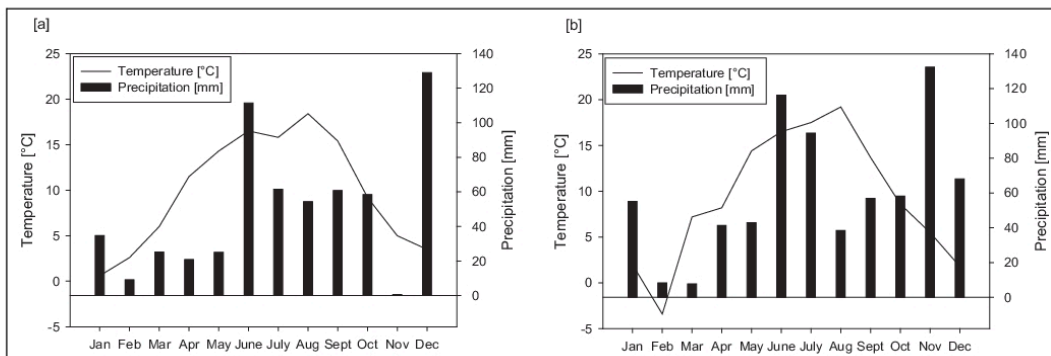 [a]
Temperature [°C]
Precipitation [mm]
25
20
15
10
5
0
-5
Temperature [°C]
140
120
100
80
60
40
20
0
Precipitation [mm]
Jan Feb Mar Apr May June July Aug Sept Oct Nov Dec
[b]
Temperature [°C]
Precipitation [mm]
25
20
15
10
5
0
-5
Temperature [°C]
140
120
100
80
60
40
20
0
Precipitation [mm]
Jan Feb Mar Apr May June July Aug Sept Oct Nov Dec